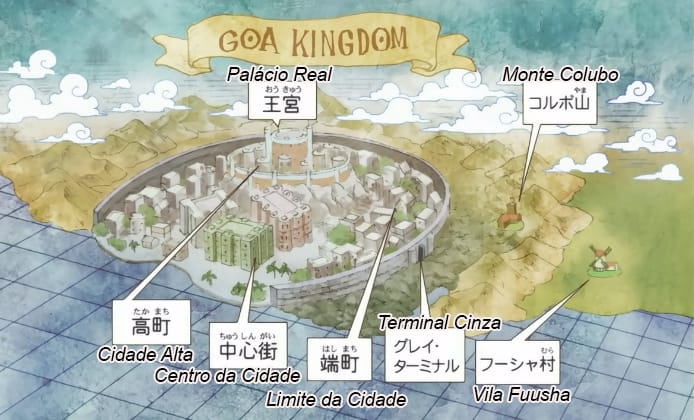 GOA KINGDOM
Palácio Real
おうきゅう
王宮
Monte Colubo
やま
コルボ山
たかまち
高町
Cidade Alta
ちゅうしんがい
中心街
Centro da Cidade
はしまち
端町
Limite da Cidade
Terminal Cinza
グレイ・
ターミナル
むら
フーシャ村
Vila Fuusha